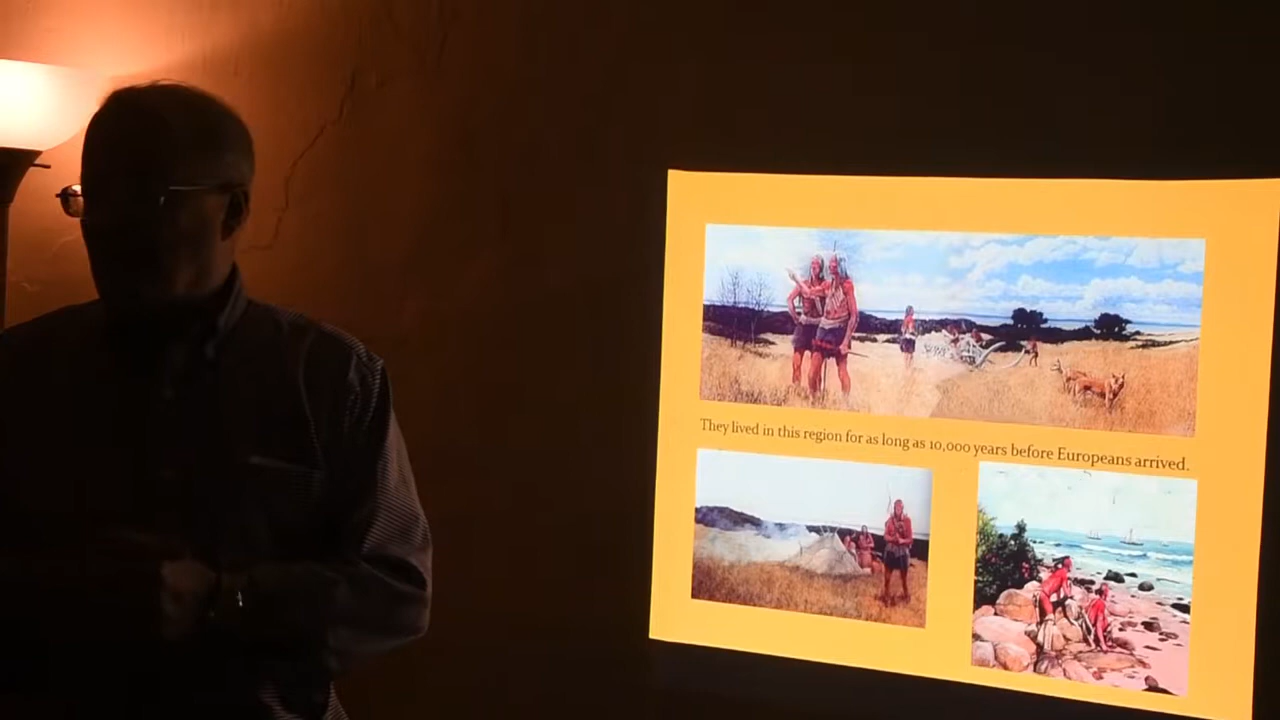 They lived in this region for as long as 10,000 years before Europeans arrived.